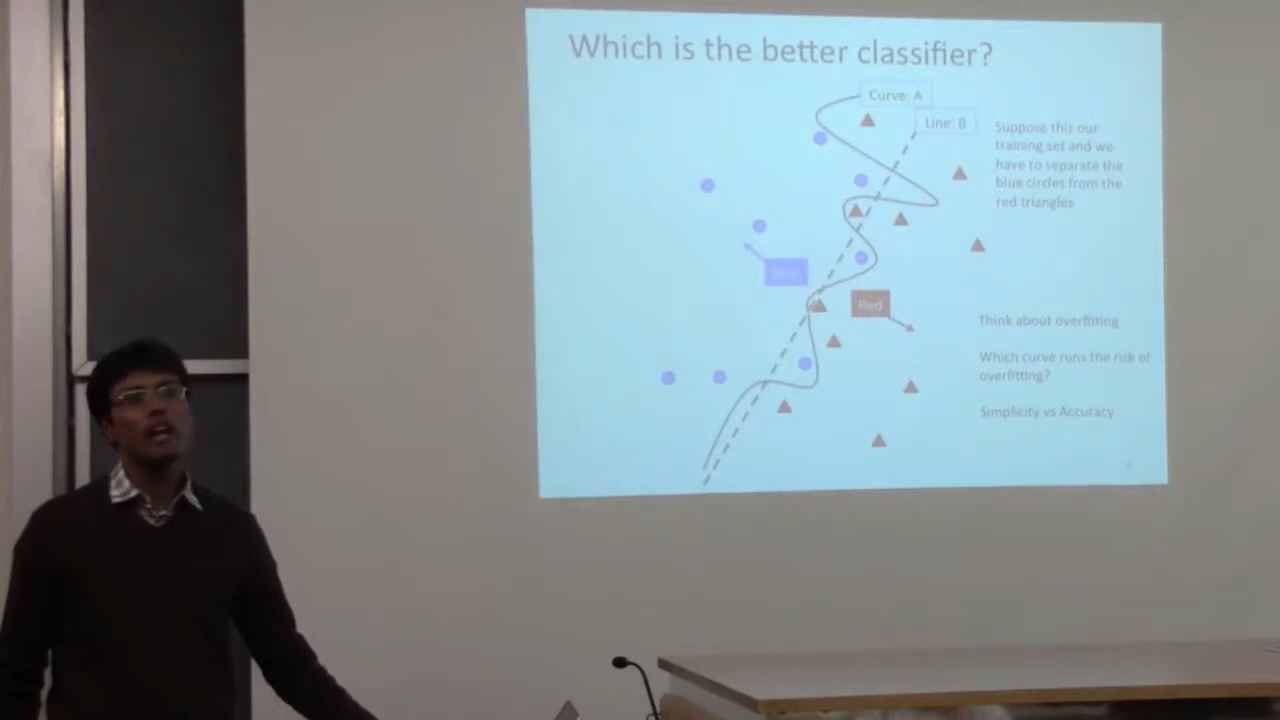 Which is the better classifier?
Curve: A
Line: B
Suppose this our
training set and we
have to separate the
blue circles from the
red triangles
Red
Think about overfitting
Which curve runs the risk of
overfitting?
Simplicity vs Accuracy